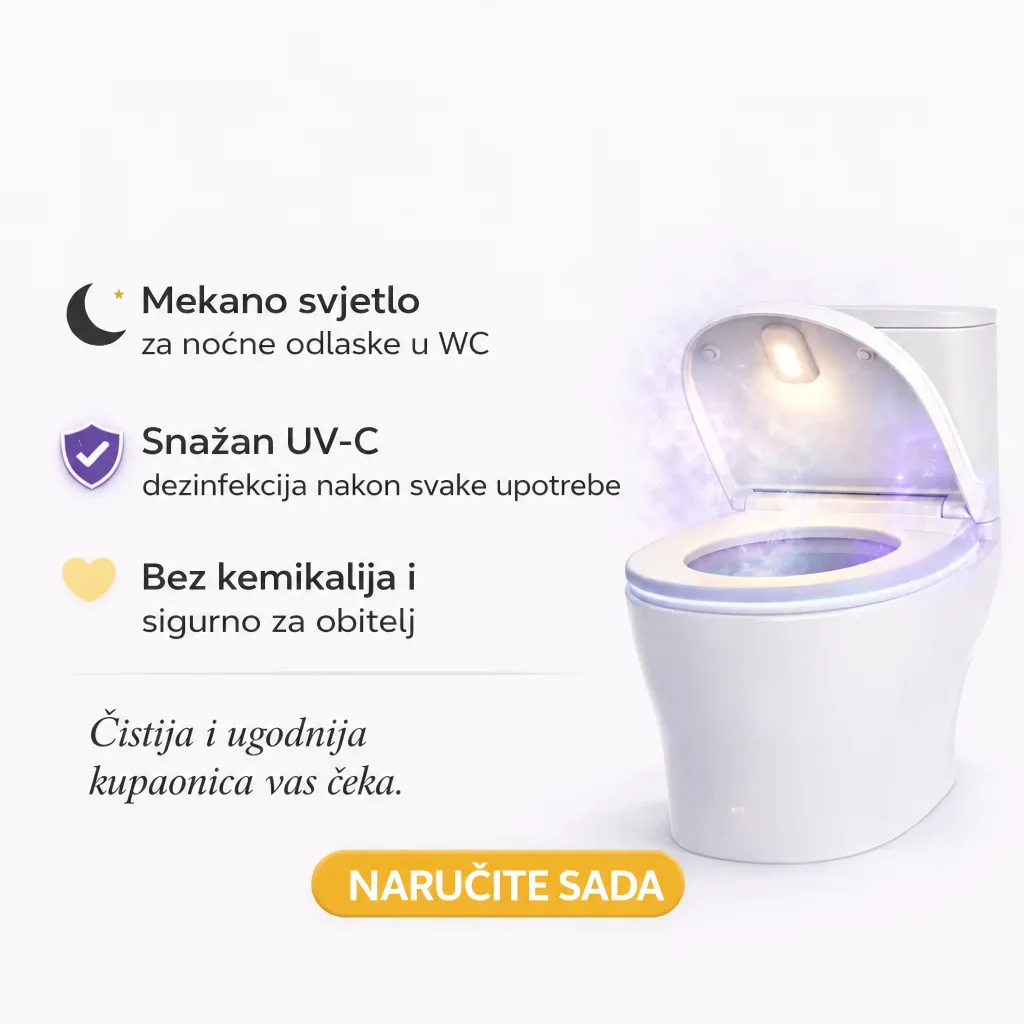 Mekano svjetlo
za noćne odlaske u WC
Snažan UV-C
dezinfekcija nakon svake upotrebe
Bez kemikalija i
sigurno za obitelj
Čistija i ugodnija
kupaonica vas čeka.
NARUČITE SADA